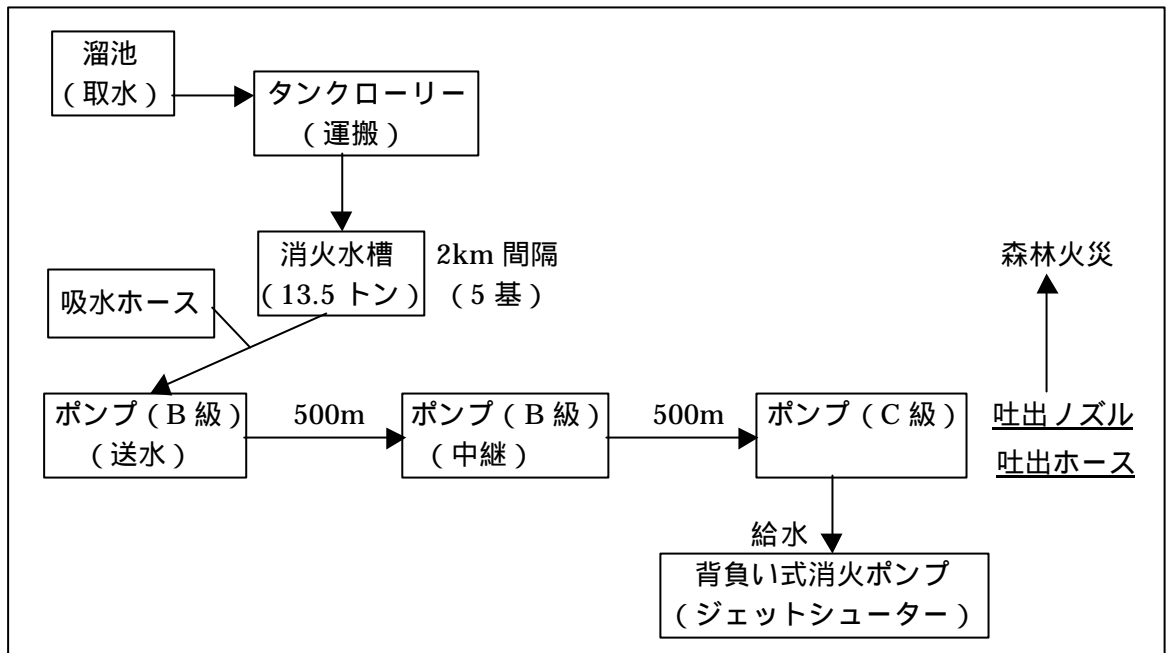 溜池
（取水）
タンクローリー
（運搬）
消火水槽
（13.5 トン）
2km 間隔
（5 基）
森林火災
吸水ホース
ポンプ（B 級）
（送水）
500m
ポンプ（B 級）
（中継）
500m
ポンプ（C 級）
吐出ノズル
吐出ホース
給水
背負い式消火ポンプ
（ジェットシューター）